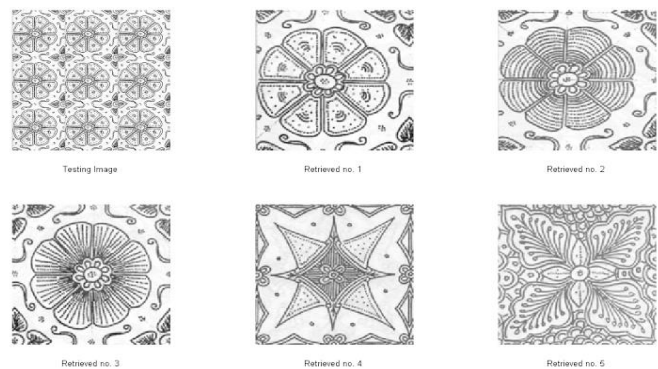 Testing Image
Retrieved no. 1
Retrieved no. 2
Retrieved no. 3
Retrieved no. 4
Retrieved no. 5